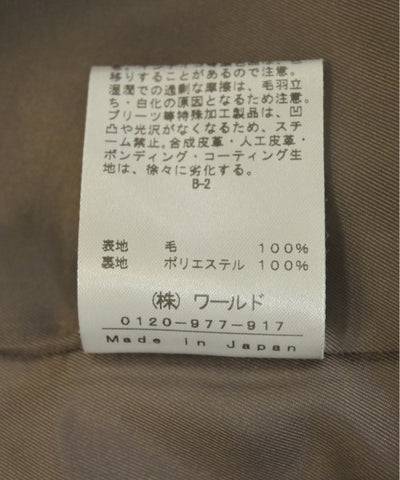 移りすることがあるので注意。
湿潤での過剰な摩擦は、毛羽立
ち・白化の原因となるため注意。
プリーツ等特殊加工製品は、凹
凸や光沢がなくなるため、スチ
ーム禁止。合成皮革・人工皮革・
ボンディング・コーティング生
地は、徐々に劣化する。
B-2
表地 毛 100%
裏地 ポリエステル 100%
(株) ワールド
0120-977-917
Made in Japan